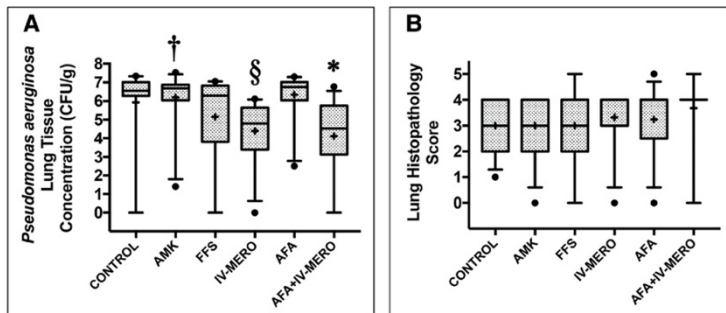 A
Pseudomonas aeruginosa
Lung Tissue
Concentration (CFU/g)
8
7
6
5
4
3
2
1
0
†
§
*
CONTROL
AMK
FFS
IV-MERO
AFA
AFA+IV-MERO
B
Lung Histopathology
Score
5
4
3
2
1
0
CONTROL
AMK
FFS
IV-MERO
AFA
AFA+IV-MERO